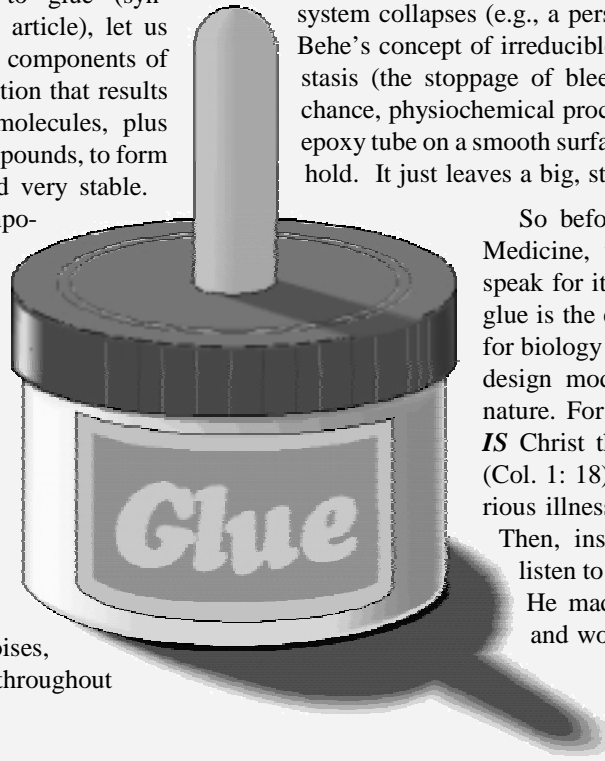 to glue (syn-
article), let us
components of
tion that results
molecules, plus
pounds, to form
d very stable.
mpo-
oises,
throughout
Glue
system collapses (e.g., a pers
Behe's concept of irreducible
stasis (the stoppage of blee
chance, physiochemical proc
epoxy tube on a smooth surfa
hold. It just leaves a big, st
So befo
Medicine,
speak for it
glue is the
for biology
design mod
nature. For
IS Christ th
(Col. 1: 18)
rious illness
Then, ins
listen to
He mad
and wo